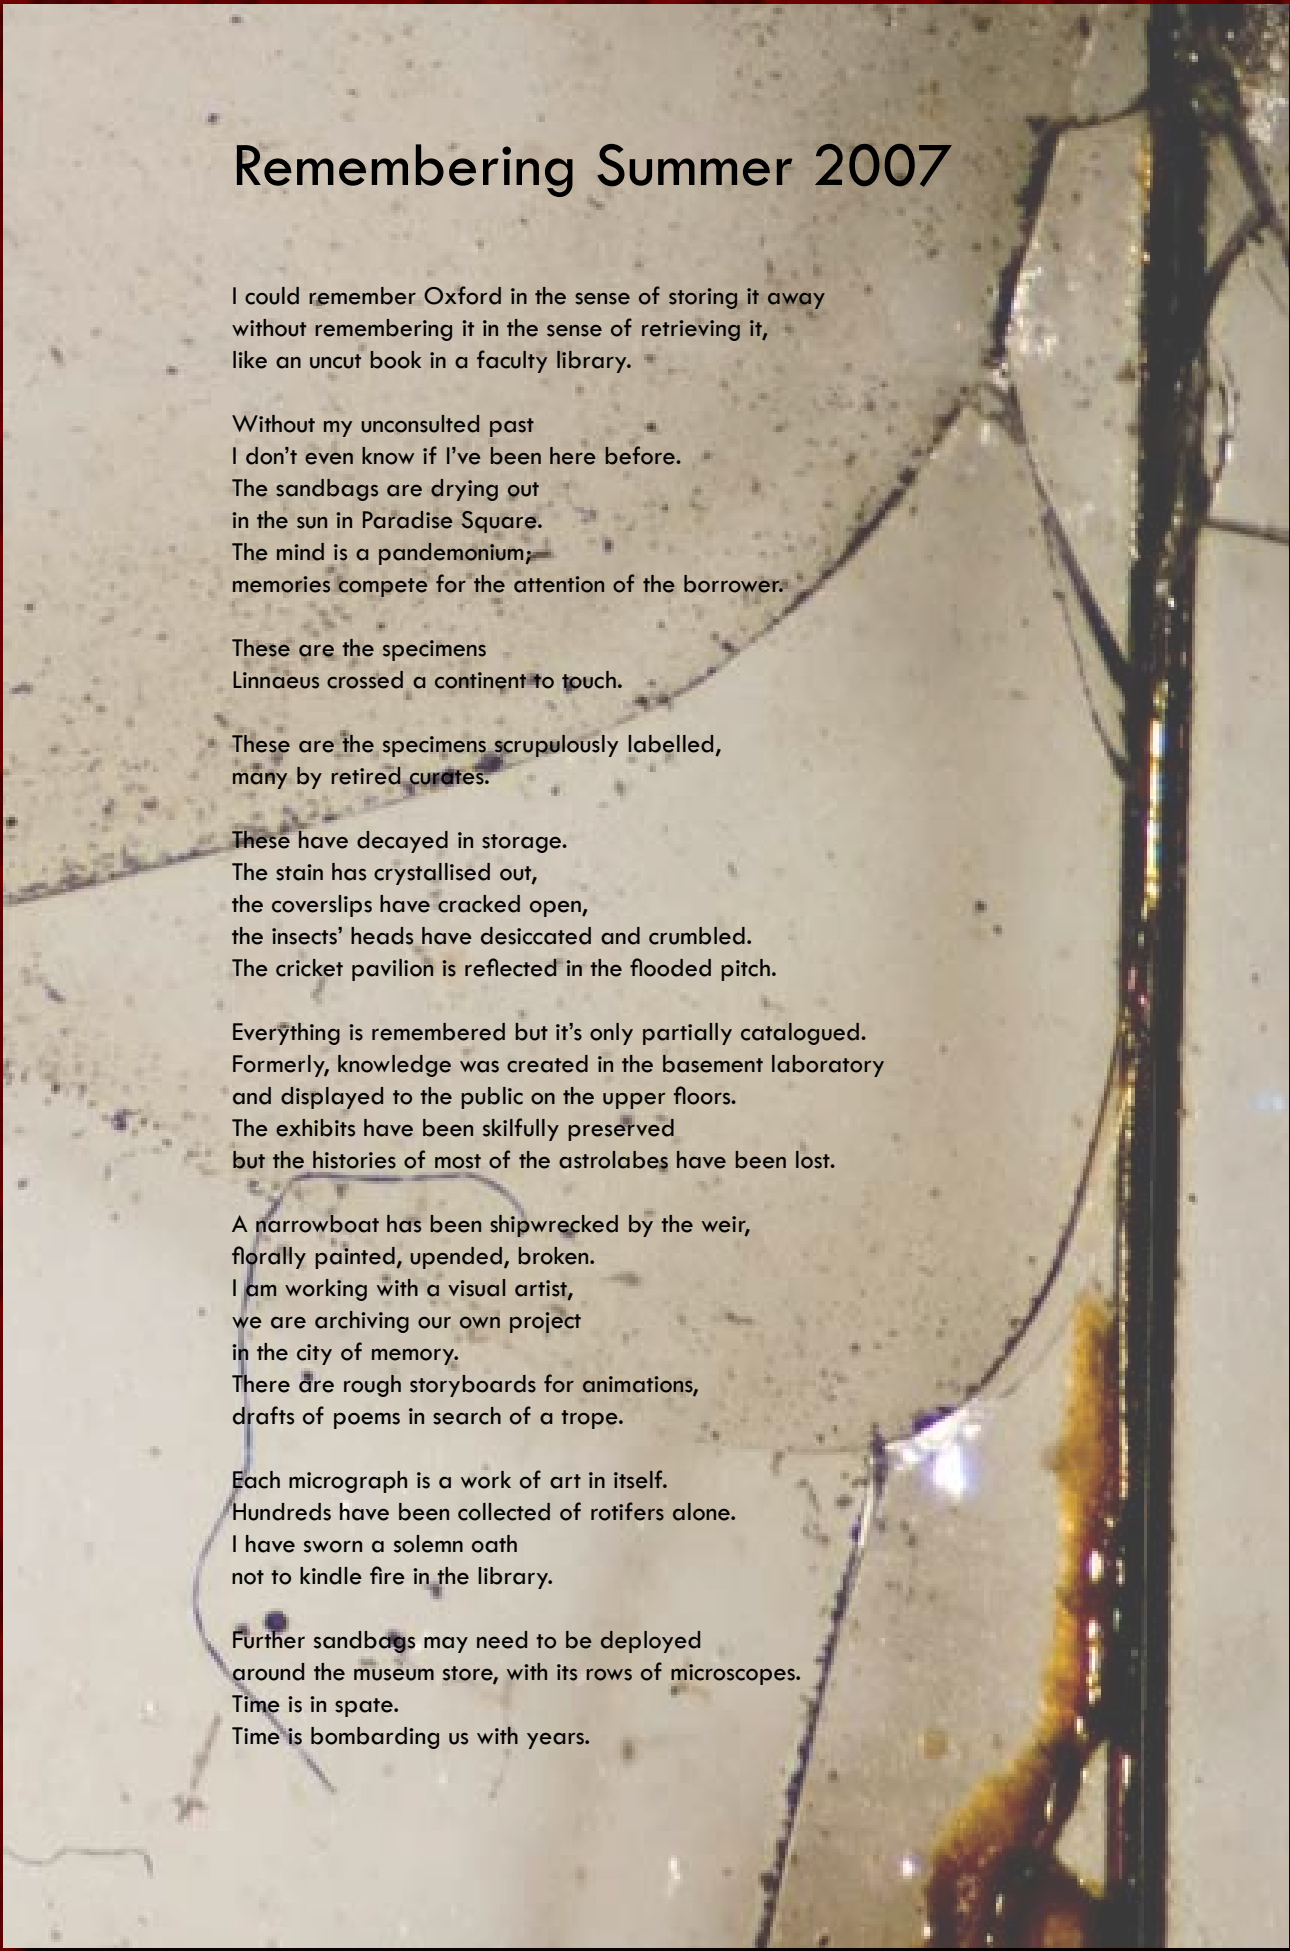 Remembering Summer 2007
I could remember Oxford in the sense of storing it away
without remembering it in the sense of retrieving it,
like an uncut book in a faculty library.
Without my unconsulted past
I don’t even know if I’ve been here before.
The sandbags are drying out
in the sun in Paradise Square.
The mind is a pandemonium;
memories compete for the attention of the borrower.
These are the specimens
Linnaeus crossed a continent to touch.
These are the specimens scrupulously labelled,
many by retired curates.
These have decayed in storage.
The stain has crystallised out,
the coverslips have cracked open,
the insects’ heads have desiccated and crumbled.
The cricket pavilion is reflected in the flooded pitch.
Everything is remembered but it’s only partially catalogued.
Formerly, knowledge was created in the basement laboratory
and displayed to the public on the upper floors.
The exhibits have been skilfully preserved
but the histories of most of the astrolabes have been lost.
A narrowboat has been shipwrecked by the weir,
florally painted, upended, broken.
I am working with a visual artist,
we are archiving our own project
in the city of memory.
There are rough storyboards for animations,
drafts of poems in search of a trope.
Each micrograph is a work of art in itself.
Hundreds have been collected of rotifers alone.
I have sworn a solemn oath
not to kindle fire in the library.
Further sandbags may need to be deployed
around the museum store, with its rows of microscopes.
Time is in spate.
Time is bombarding us with years.